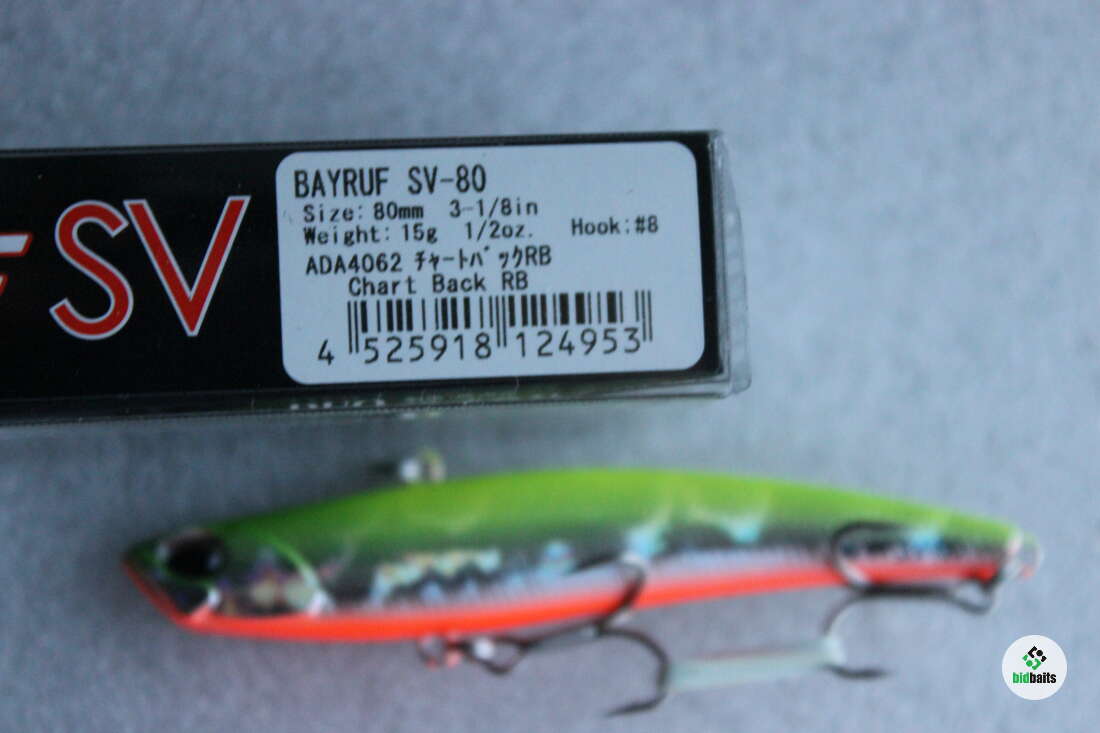 SV
BAYRUF SV-80
Size: 80mm 3-1/8in
Weight: 15g 1/2oz. Hook:#8
ADA4062 チャートバックRB
Chart Back RB
4 525918 124953
bidbaits